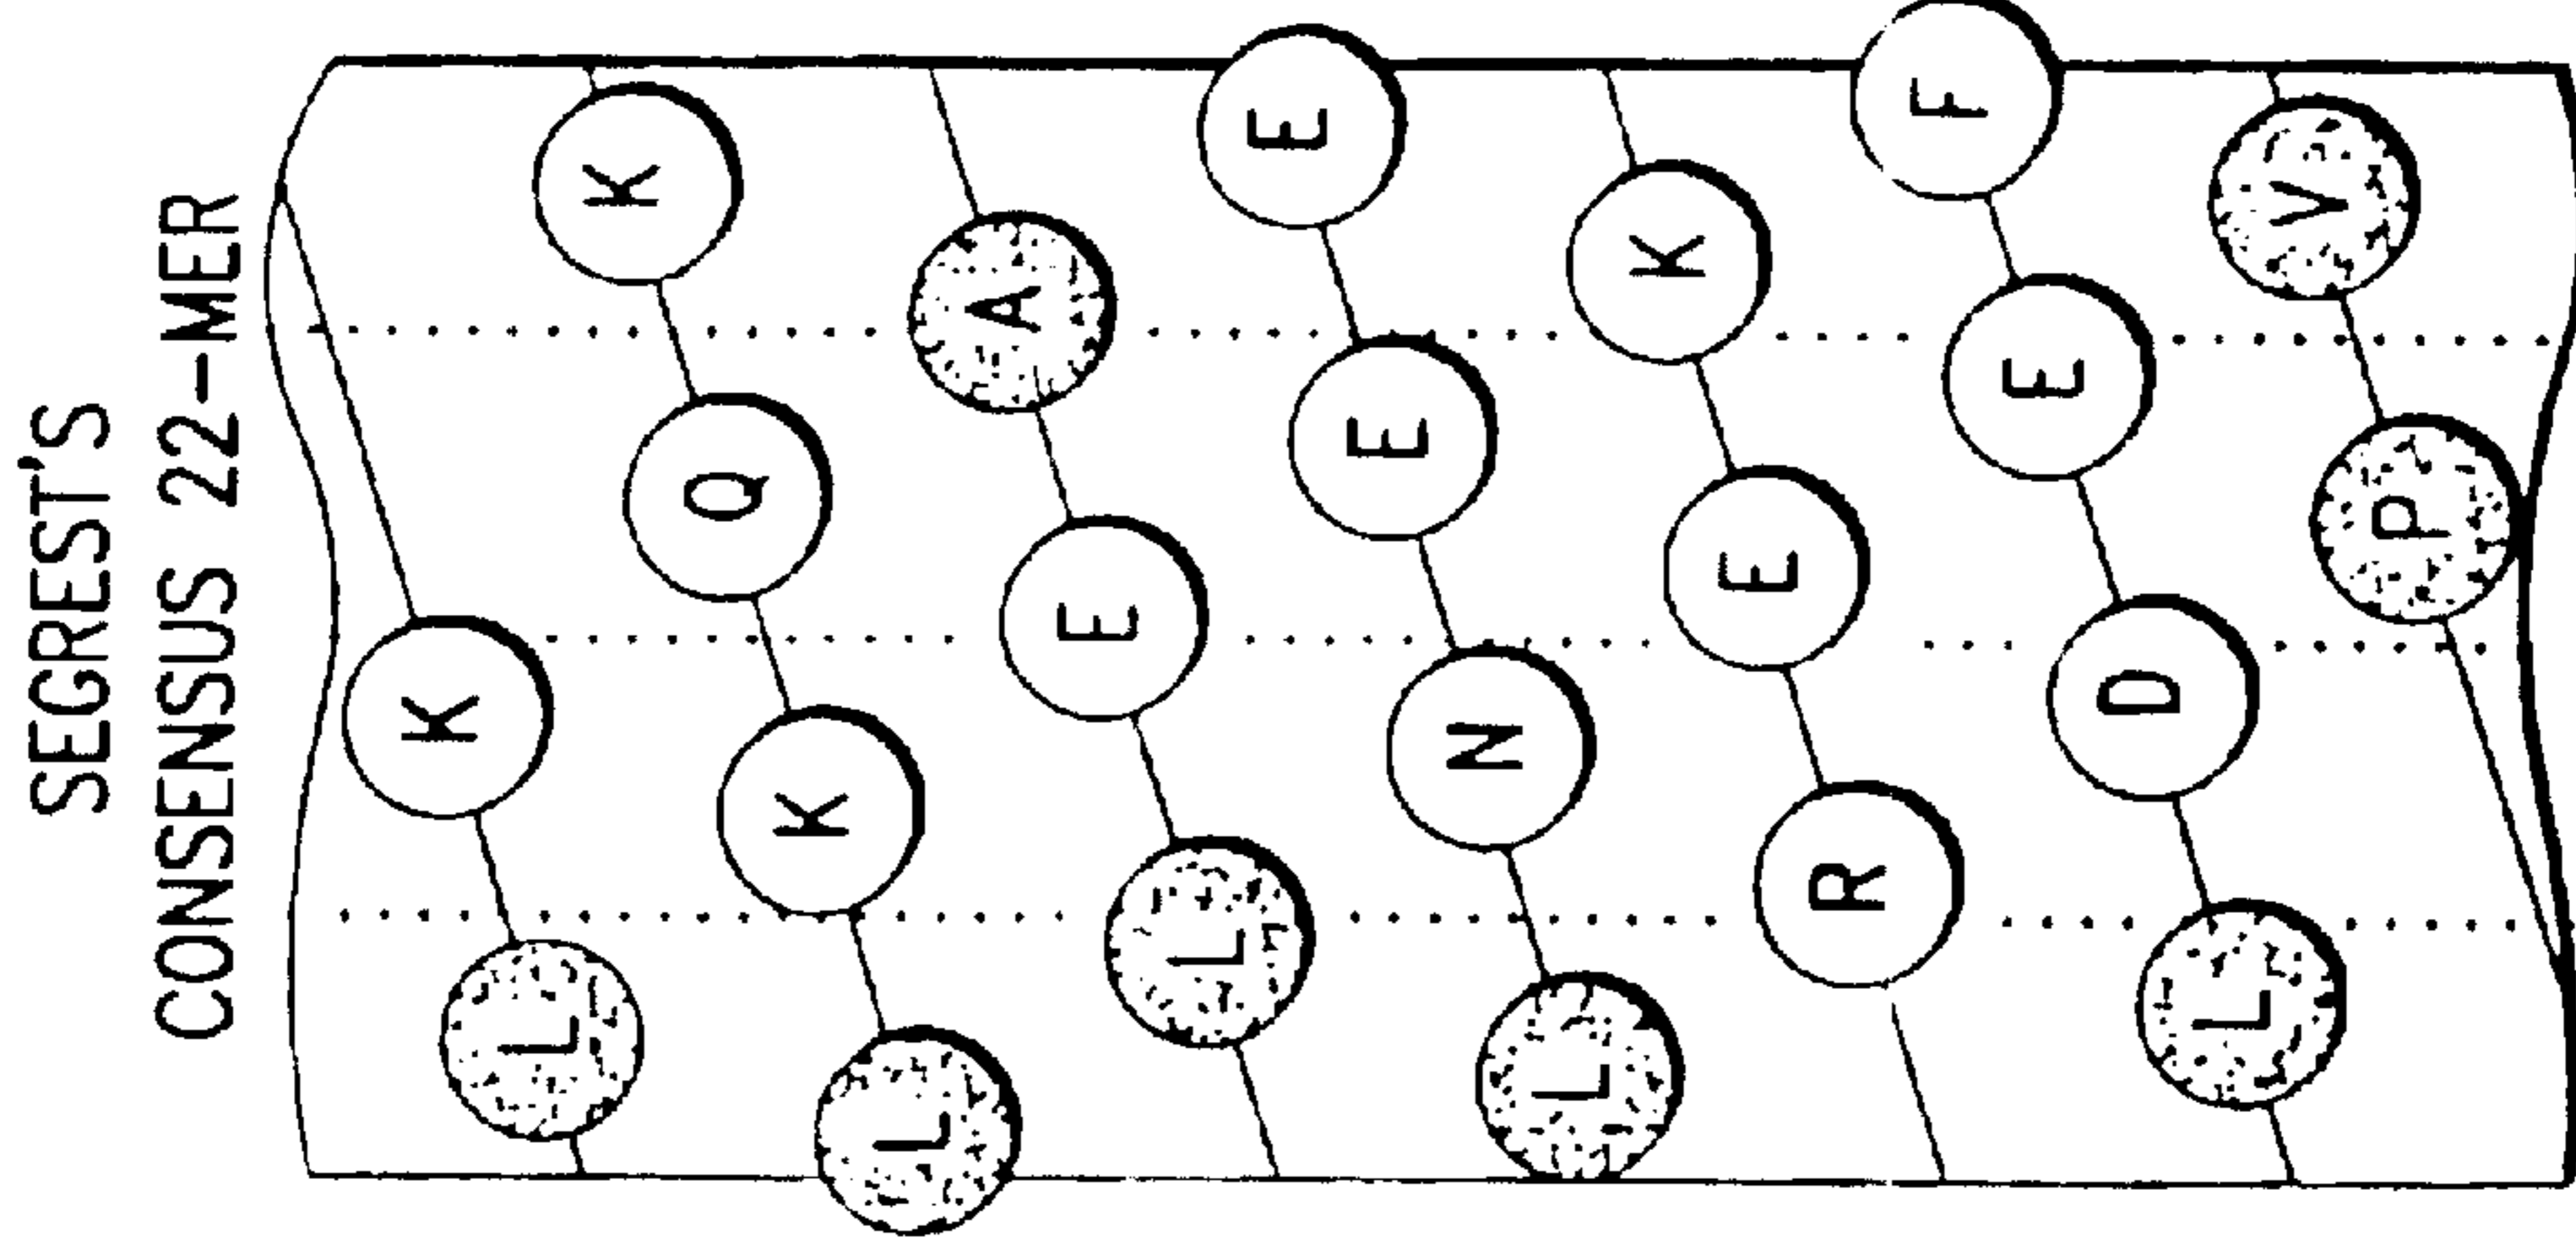 SEGREST'S
CONSENSUS 22-MER
L K
L K Q K
L E A
L N E E
R E K
L D E F
P V